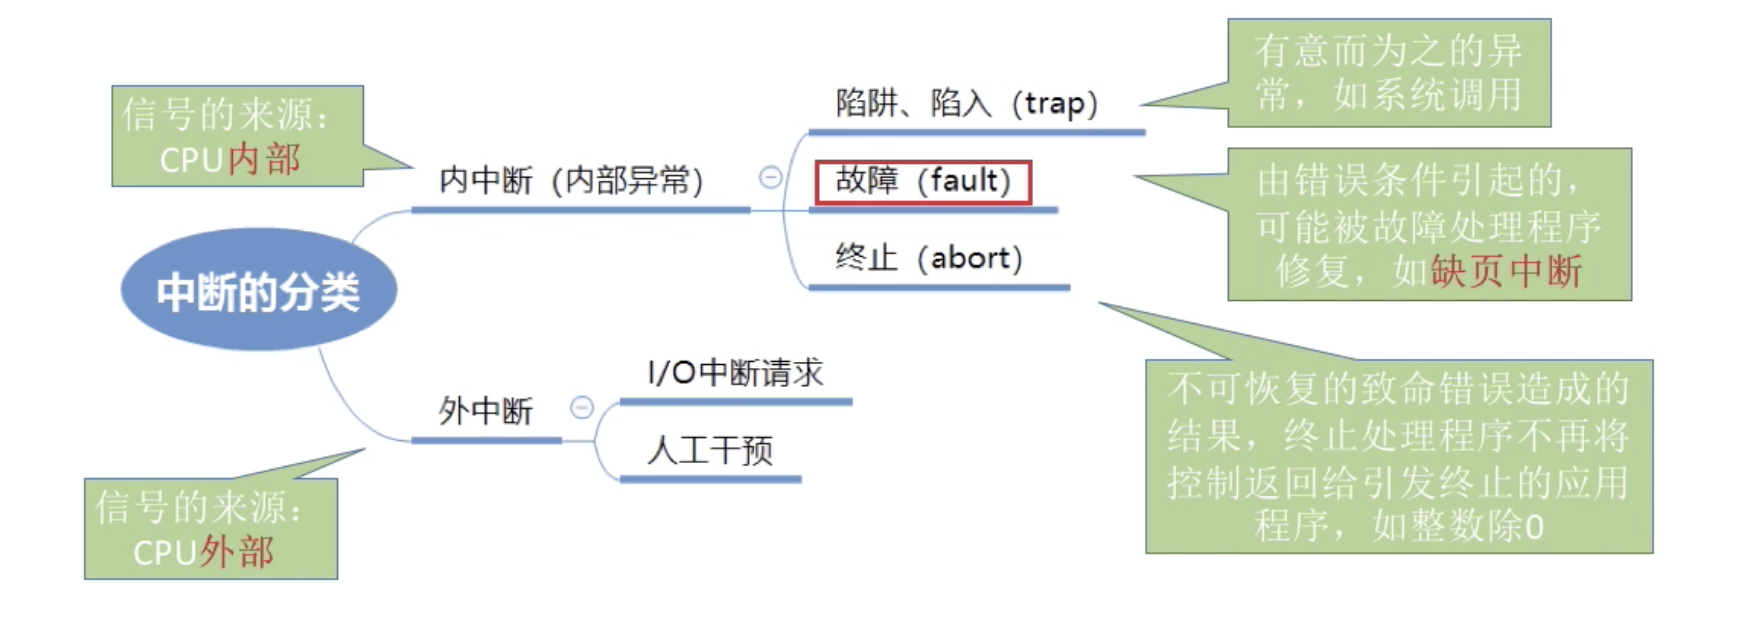 有意而为之的异
常，如系统调用
陷阱、陷入（trap）
信号的来源：
CPU内部
内中断（内部异常）
故障（fault）
由错误条件引起的，
可能被故障处理程序
修复，如缺页中断
终止（abort）
中断的分类
I/O中断请求
外中断
人工干预
不可恢复的致命错误造成的
结果，终止处理程序不再将
控制返回给引发终止的应用
程序，如整数除0
信号的来源：
CPU外部